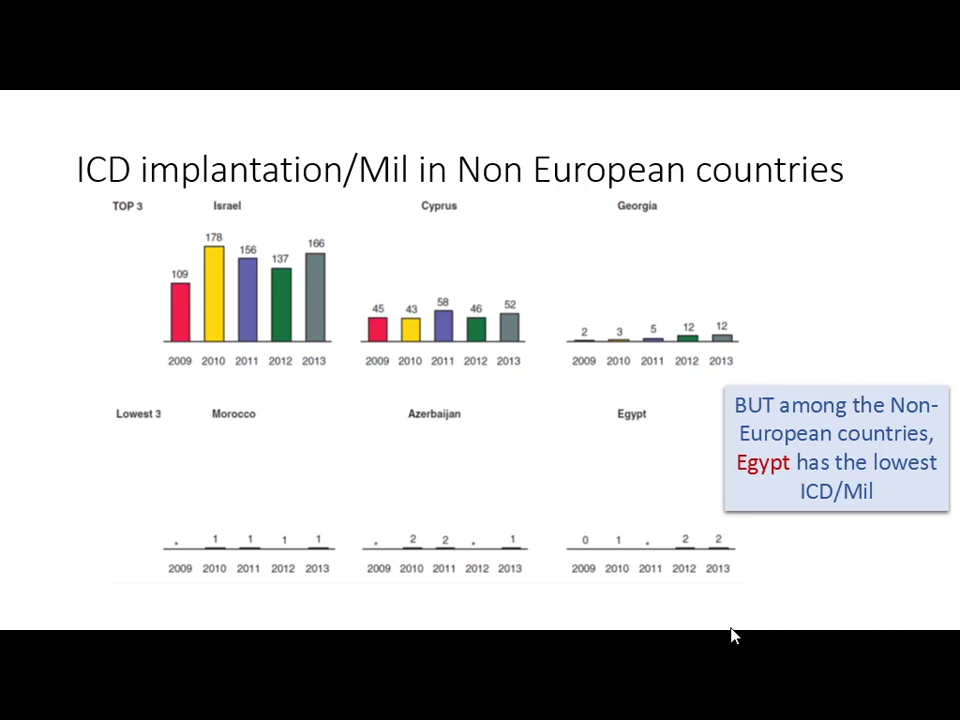 ICD implantation/Mil in Non European countries
TOP 3 Israel Cyprus Georgia
109 178 156 137 166
45 43 58 46 52
2 3 5 12 12
2009 2010 2011 2012 2013 2009 2010 2011 2012 2013 2009 2010 2011 2012 2013
Lowest 3 Morocco Azerbaijan Egypt
BUT among the Non-
European countries,
Egypt has the lowest
ICD/Mil
* 1 1 1 1
* 2 2 * 1
0 1 * 2 2
2009 2010 2011 2012 2013 2009 2010 2011 2012 2013 2009 2010 2011 2012 2013